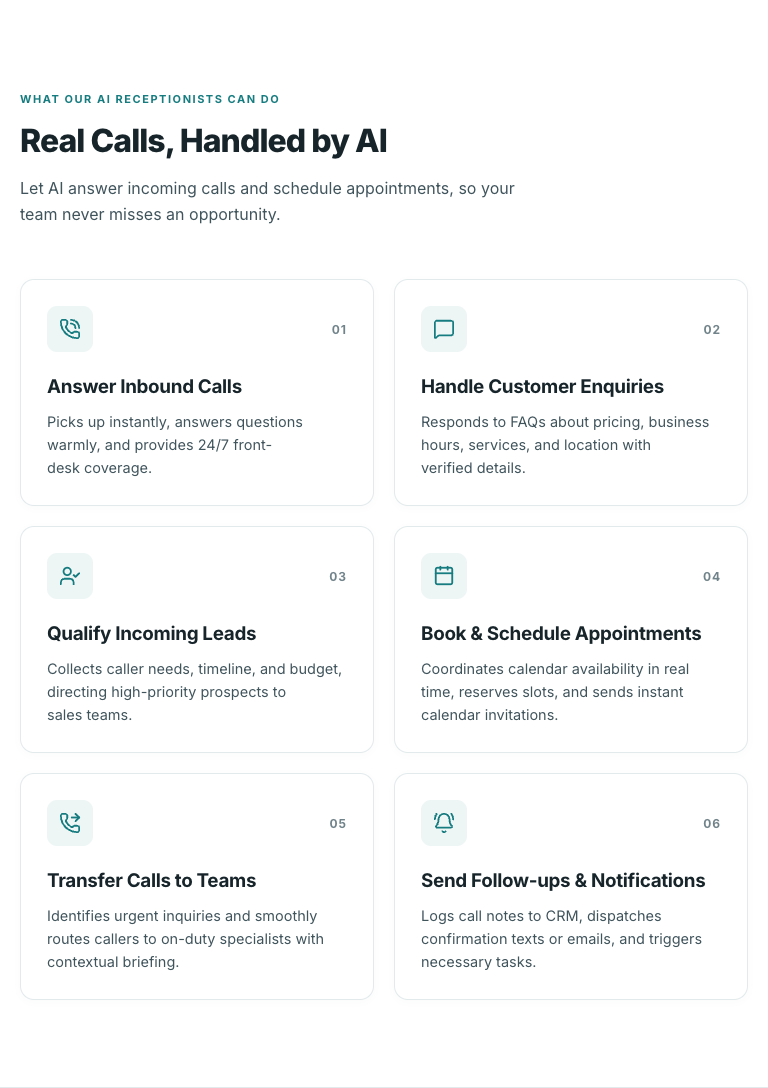 WHAT OUR AI RECEPTIONISTS CAN DO
Real Calls, Handled by AI
Let AI answer incoming calls and schedule appointments, so your
team never misses an opportunity.
01
Answer Inbound Calls
Picks up instantly, answers questions
warmly, and provides 24/7 front-
desk coverage.
02
Handle Customer Enquiries
Responds to FAQs about pricing, business
hours, services, and location with
verified details.
03
Qualify Incoming Leads
Collects caller needs, timeline, and budget,
directing high-priority prospects to
sales teams.
04
Book & Schedule Appointments
Coordinates calendar availability in real
time, reserves slots, and sends instant
calendar invitations.
05
Transfer Calls to Teams
Identifies urgent inquiries and smoothly
routes callers to on-duty specialists with
contextual briefing.
06
Send Follow-ups & Notifications
Logs call notes to CRM, dispatches
confirmation texts or emails, and triggers
necessary tasks.